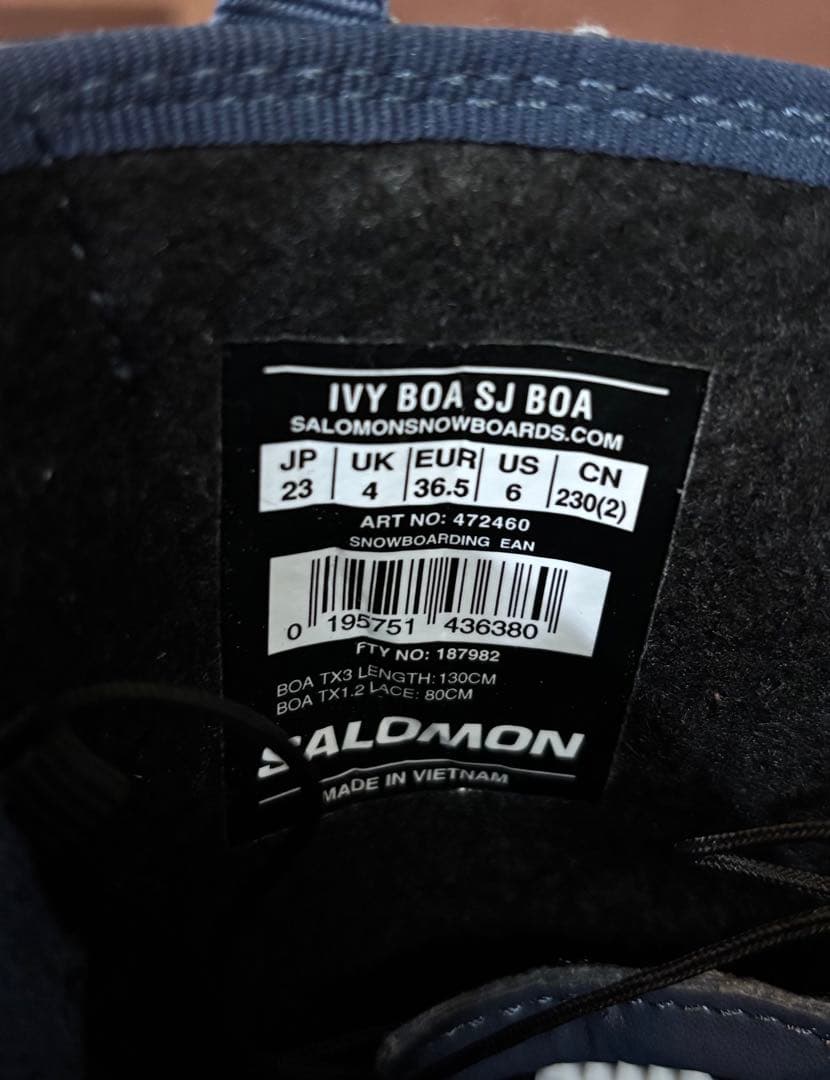 IVY BOA SJ BOA
SALOMONSNOWBOARDS.COM
JP UK EUR US CN
23 4 36.5 6 230(2)
ART NO: 472460
SNOWBOARDING EAN
0 195751 436380
FTY NO: 187982
BOA TX3 LENGTH: 130CM
BOA TX1.2 LACE: 80CM
SALOMON
MADE IN VIETNAM